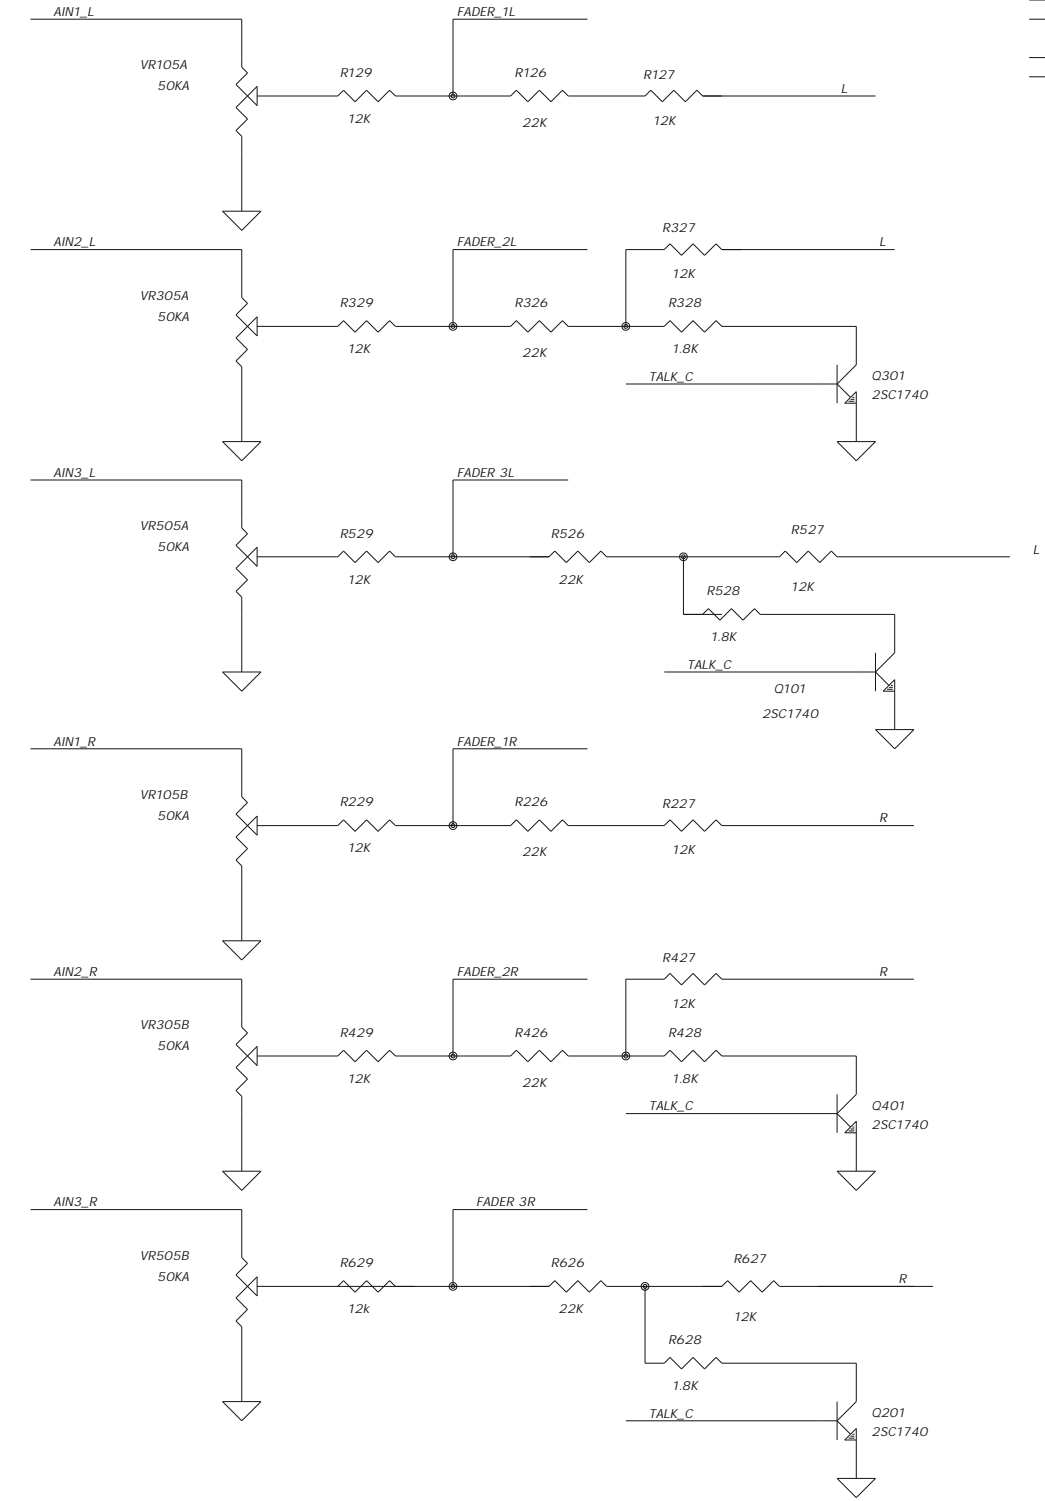 AIN1_L
FADER_1L
VR105A
50KA
R129
12K
R126
22K
R127
12K
L
AIN2_L
FADER_2L
VR305A
50KA
R329
12K
R326
22K
R327
12K
L
R328
1.8K
TALK_C
Q301
2SC1740
AIN3_L
FADER 3L
VR505A
50KA
R529
12K
R526
22K
R527
12K
L
R528
1.8K
TALK_C
Q101
2SC1740
AIN1_R
FADER_1R
VR105B
50KA
R229
12K
R226
22K
R227
12K
R
AIN2_R
FADER_2R
VR305B
50KA
R429
12K
R426
22K
R427
12K
R
R428
1.8K
TALK_C
Q401
2SC1740
AIN3_R
FADER 3R
VR505B
50KA
R629
12k
R626
22K
R627
12K
R
R628
1.8K
TALK_C
Q201
2SC1740